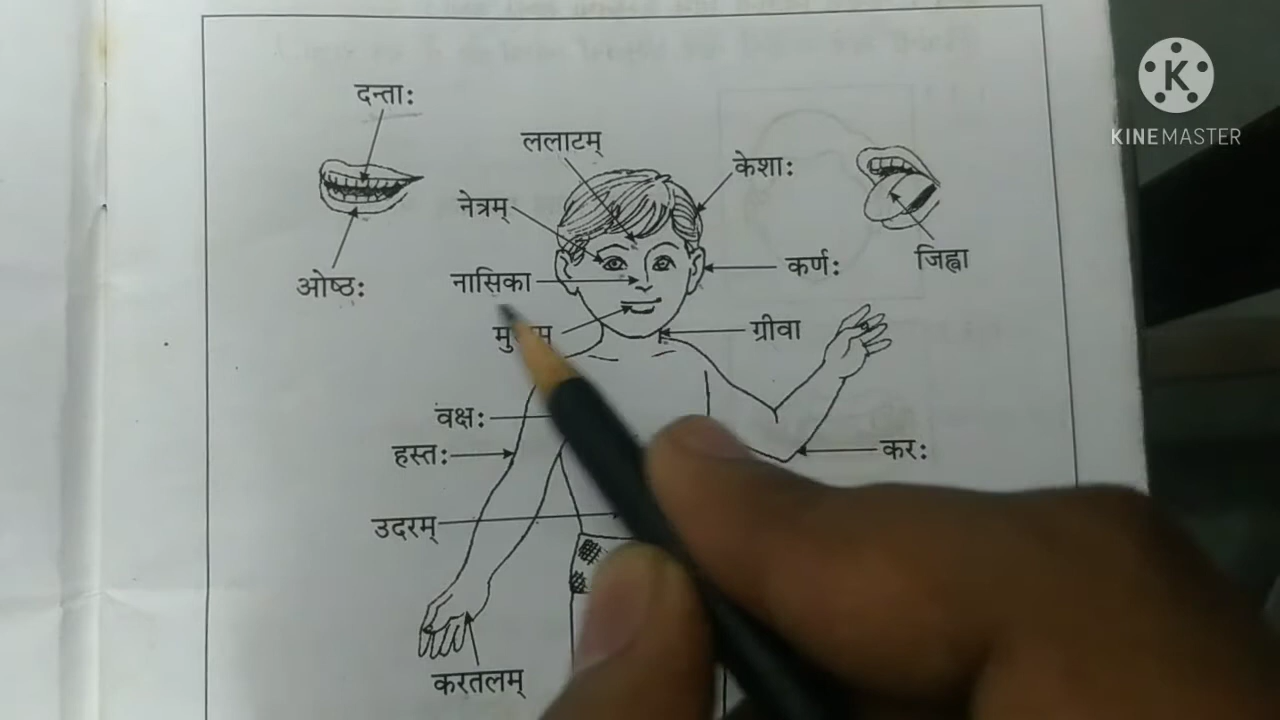 दन्ताः
ललाटम्
केशाः
नेत्रम्
जिह्वा
कर्णः
नासिका
ओष्ठः
ग्रीवा
वक्षः
हस्तः
करः
उदरम्
करतलम्
K
KINEMASTER